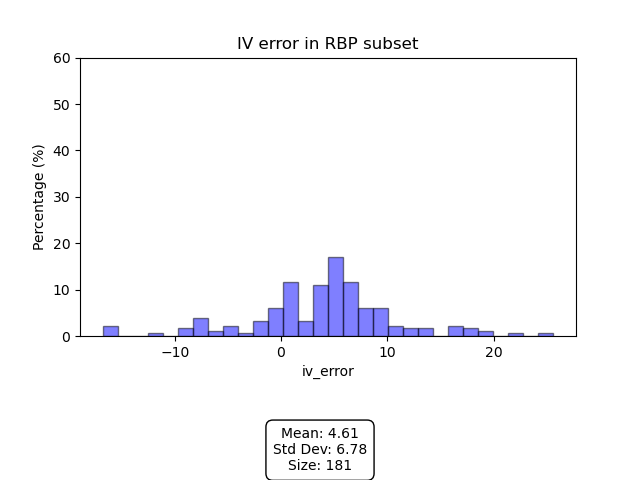 IV error in RBP subset
60
50
40
30
20
10
0
Percentage (%)
−10
0
10
20
iv_error
Mean: 4.61
Std Dev: 6.78
Size: 181